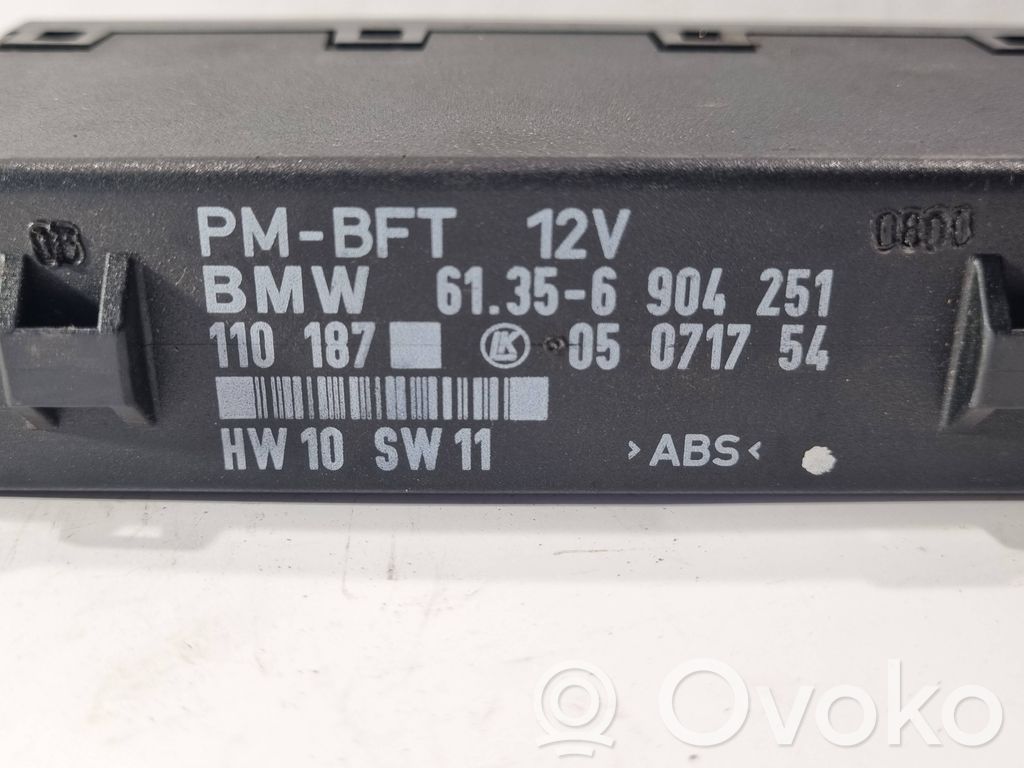 PM-BFT 12V
BMW 61.35-6 904 251
110 187 LK 05 0717 54
HW 10 SW 11 >ABS<
Ovoko